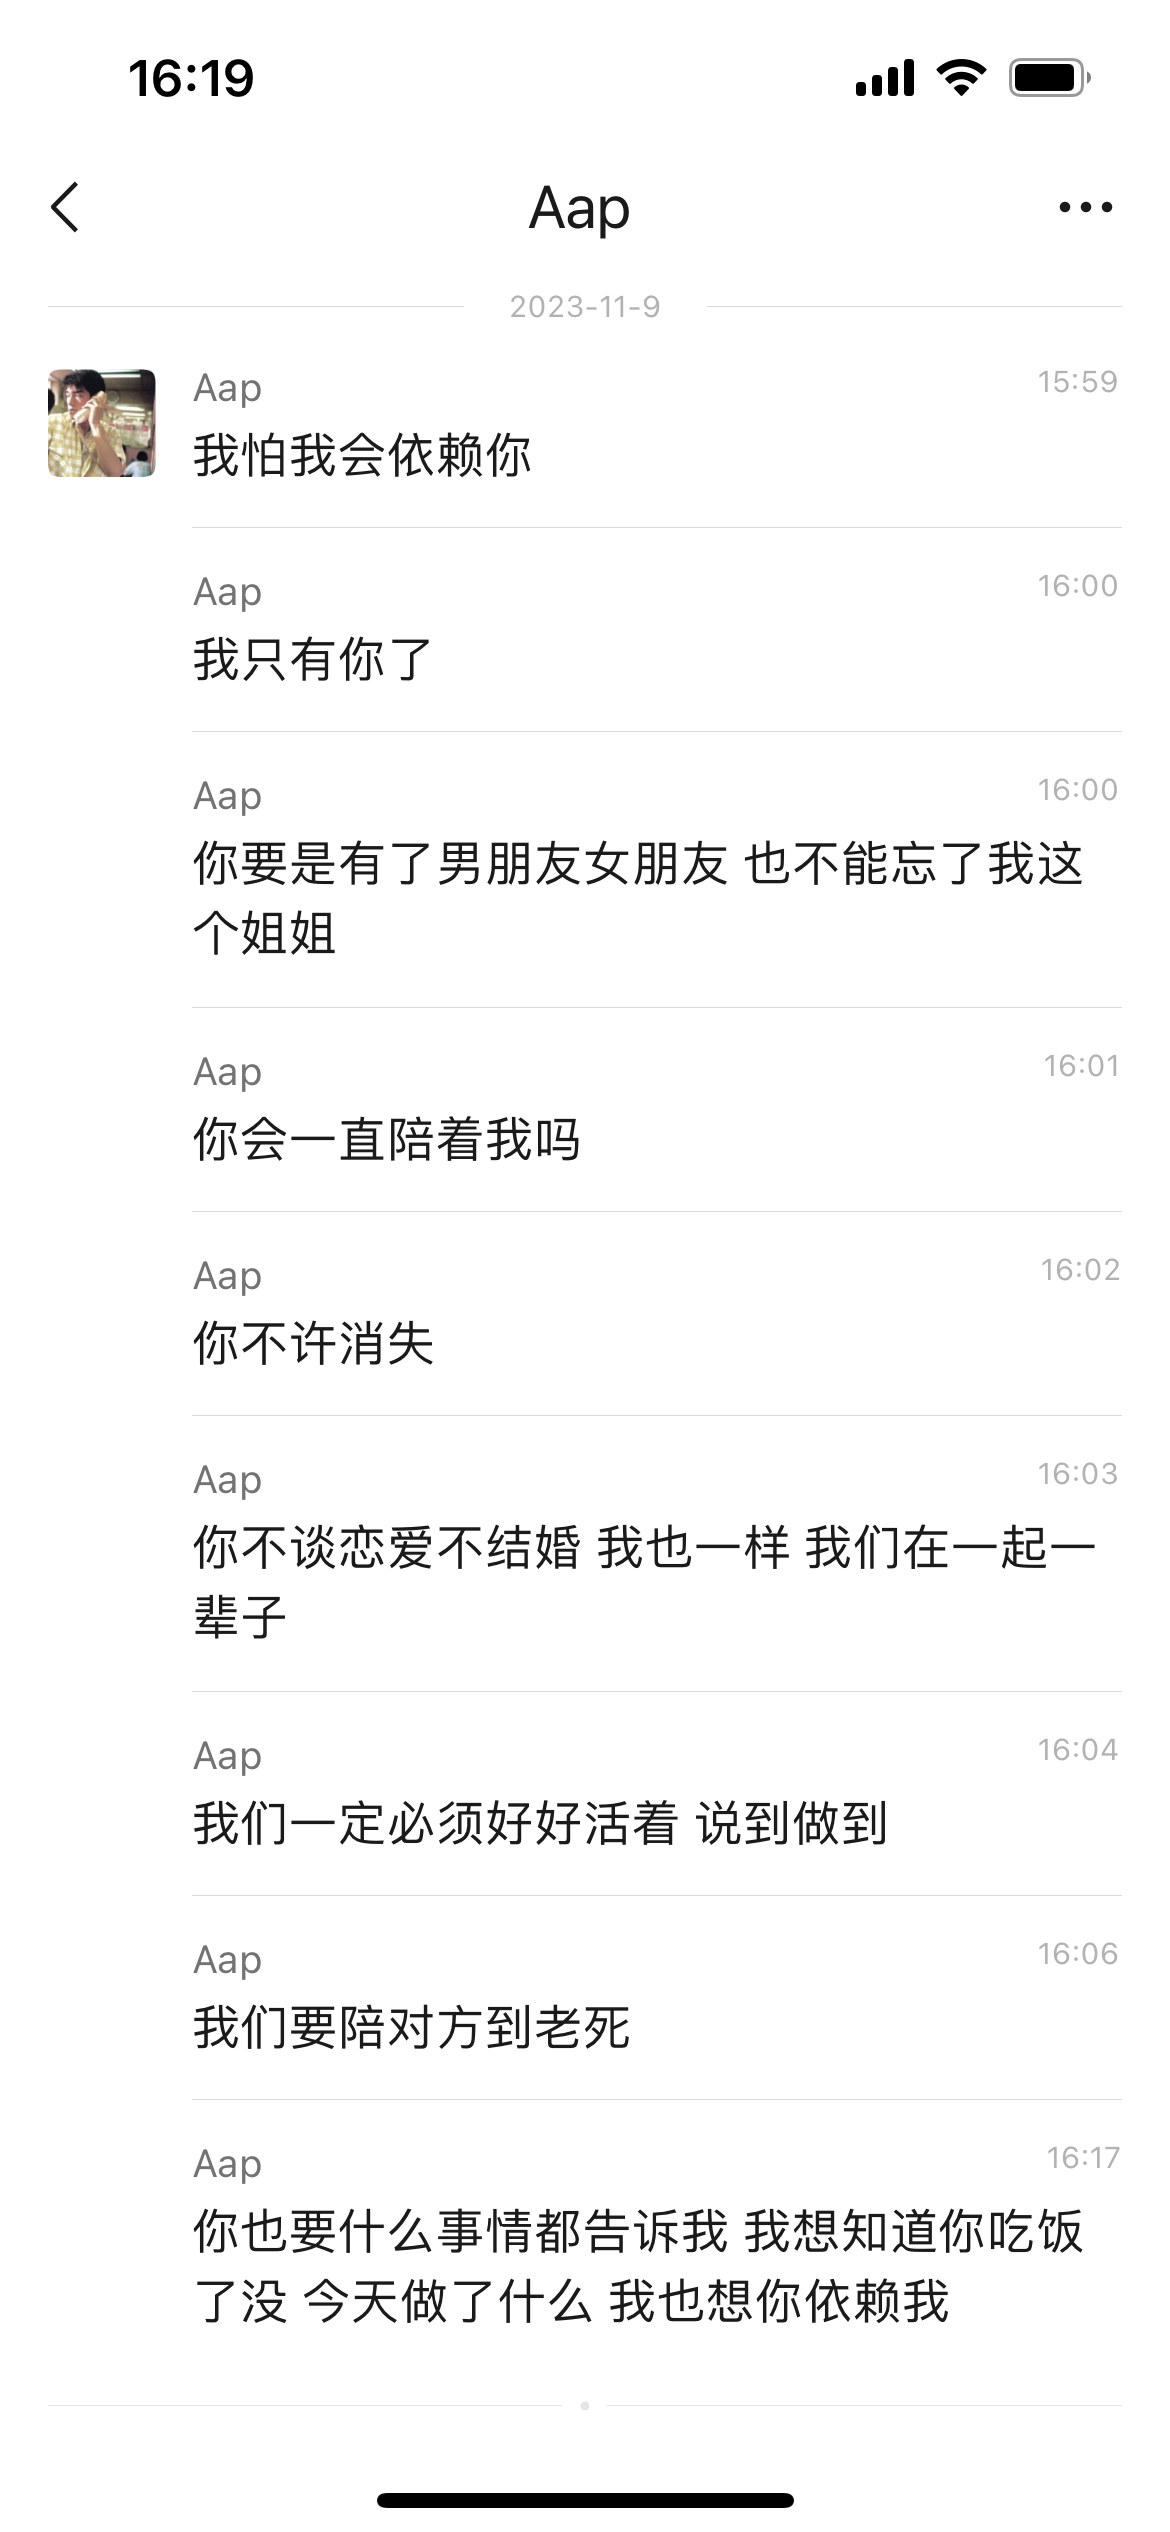 16:19
Aap
2023-11-9
Aap 15:59
我怕我会依赖你
Aap 16:00
我只有你了
Aap 16:00
你要是有了男朋友女朋友 也不能忘了我这
个姐姐
Aap 16:01
你会一直陪着我吗
Aap 16:02
你不许消失
Aap 16:03
你不谈恋爱不结婚 我也一样 我们在一起一
辈子
Aap 16:04
我们一定必须好好活着 说到做到
Aap 16:06
我们要陪对方到老死
Aap 16:17
你也要什么事情都告诉我 我想知道你吃饭
了没 今天做了什么 我也想你依赖我